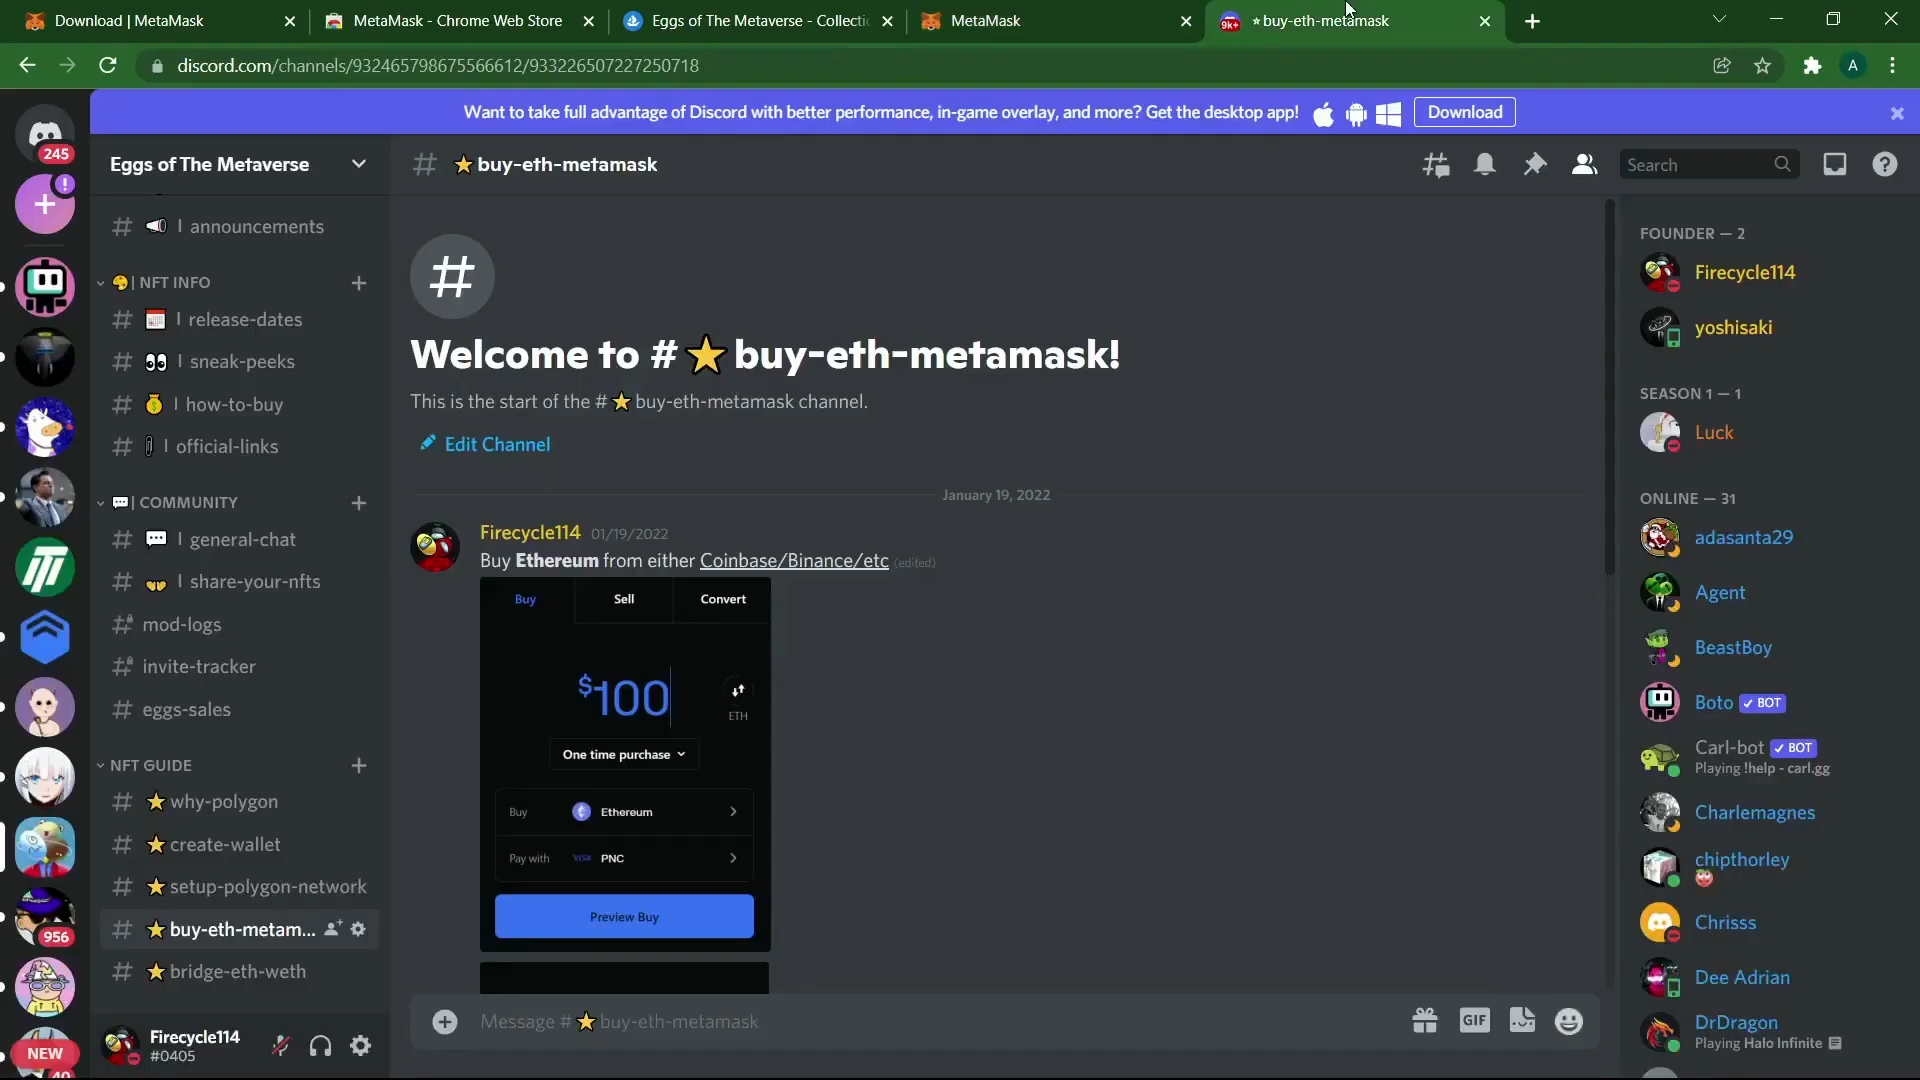 Download | MetaMask
MetaMask - Chrome Web Store
Eggs of The Metaverse - Collectic
MetaMask
buy-eth-metamask
9k+
discord.com/channels/932465798675566612/933226507227250718
A
Want to take full advantage of Discord with better performance, in-game overlay, and more? Get the desktop app!
Download
245
Eggs of The Metaverse
# ⭐buy-eth-metamask
Search
# | announcements
| NFT INFO
# | release-dates
# | sneak-peeks
# | how-to-buy
# | official-links
| COMMUNITY
# | general-chat
# | share-your-nfts
# mod-logs
# invite-tracker
# eggs-sales
NFT GUIDE
# ⭐why-polygon
# ⭐create-wallet
# ⭐setup-polygon-network
# ⭐buy-eth-metam...
# ⭐bridge-eth-weth
956
NEW
Firecycle114
#0405
#
Welcome to #⭐buy-eth-metamask!
This is the start of the #⭐buy-eth-metamask channel.
Edit Channel
January 19, 2022
Firecycle114 01/19/2022
Buy Ethereum from either Coinbase/Binance/etc (edited)
Buy Sell Convert
$100
ETH
One time purchase
Buy Ethereum
Pay with VISA PNC
Preview Buy
Message #⭐buy-eth-metamask
GIF
FOUNDER — 2
Firecycle114
yoshisaki
SEASON 1 — 1
Luck
ONLINE — 31
adasanta29
Agent
BeastBoy
Boto ✓ BOT
Carl-bot ✓ BOT
Playing !help - carl.gg
Charlemagnes
chipthorley
Chrisss
Dee Adrian
DrDragon
Playing Halo Infinite